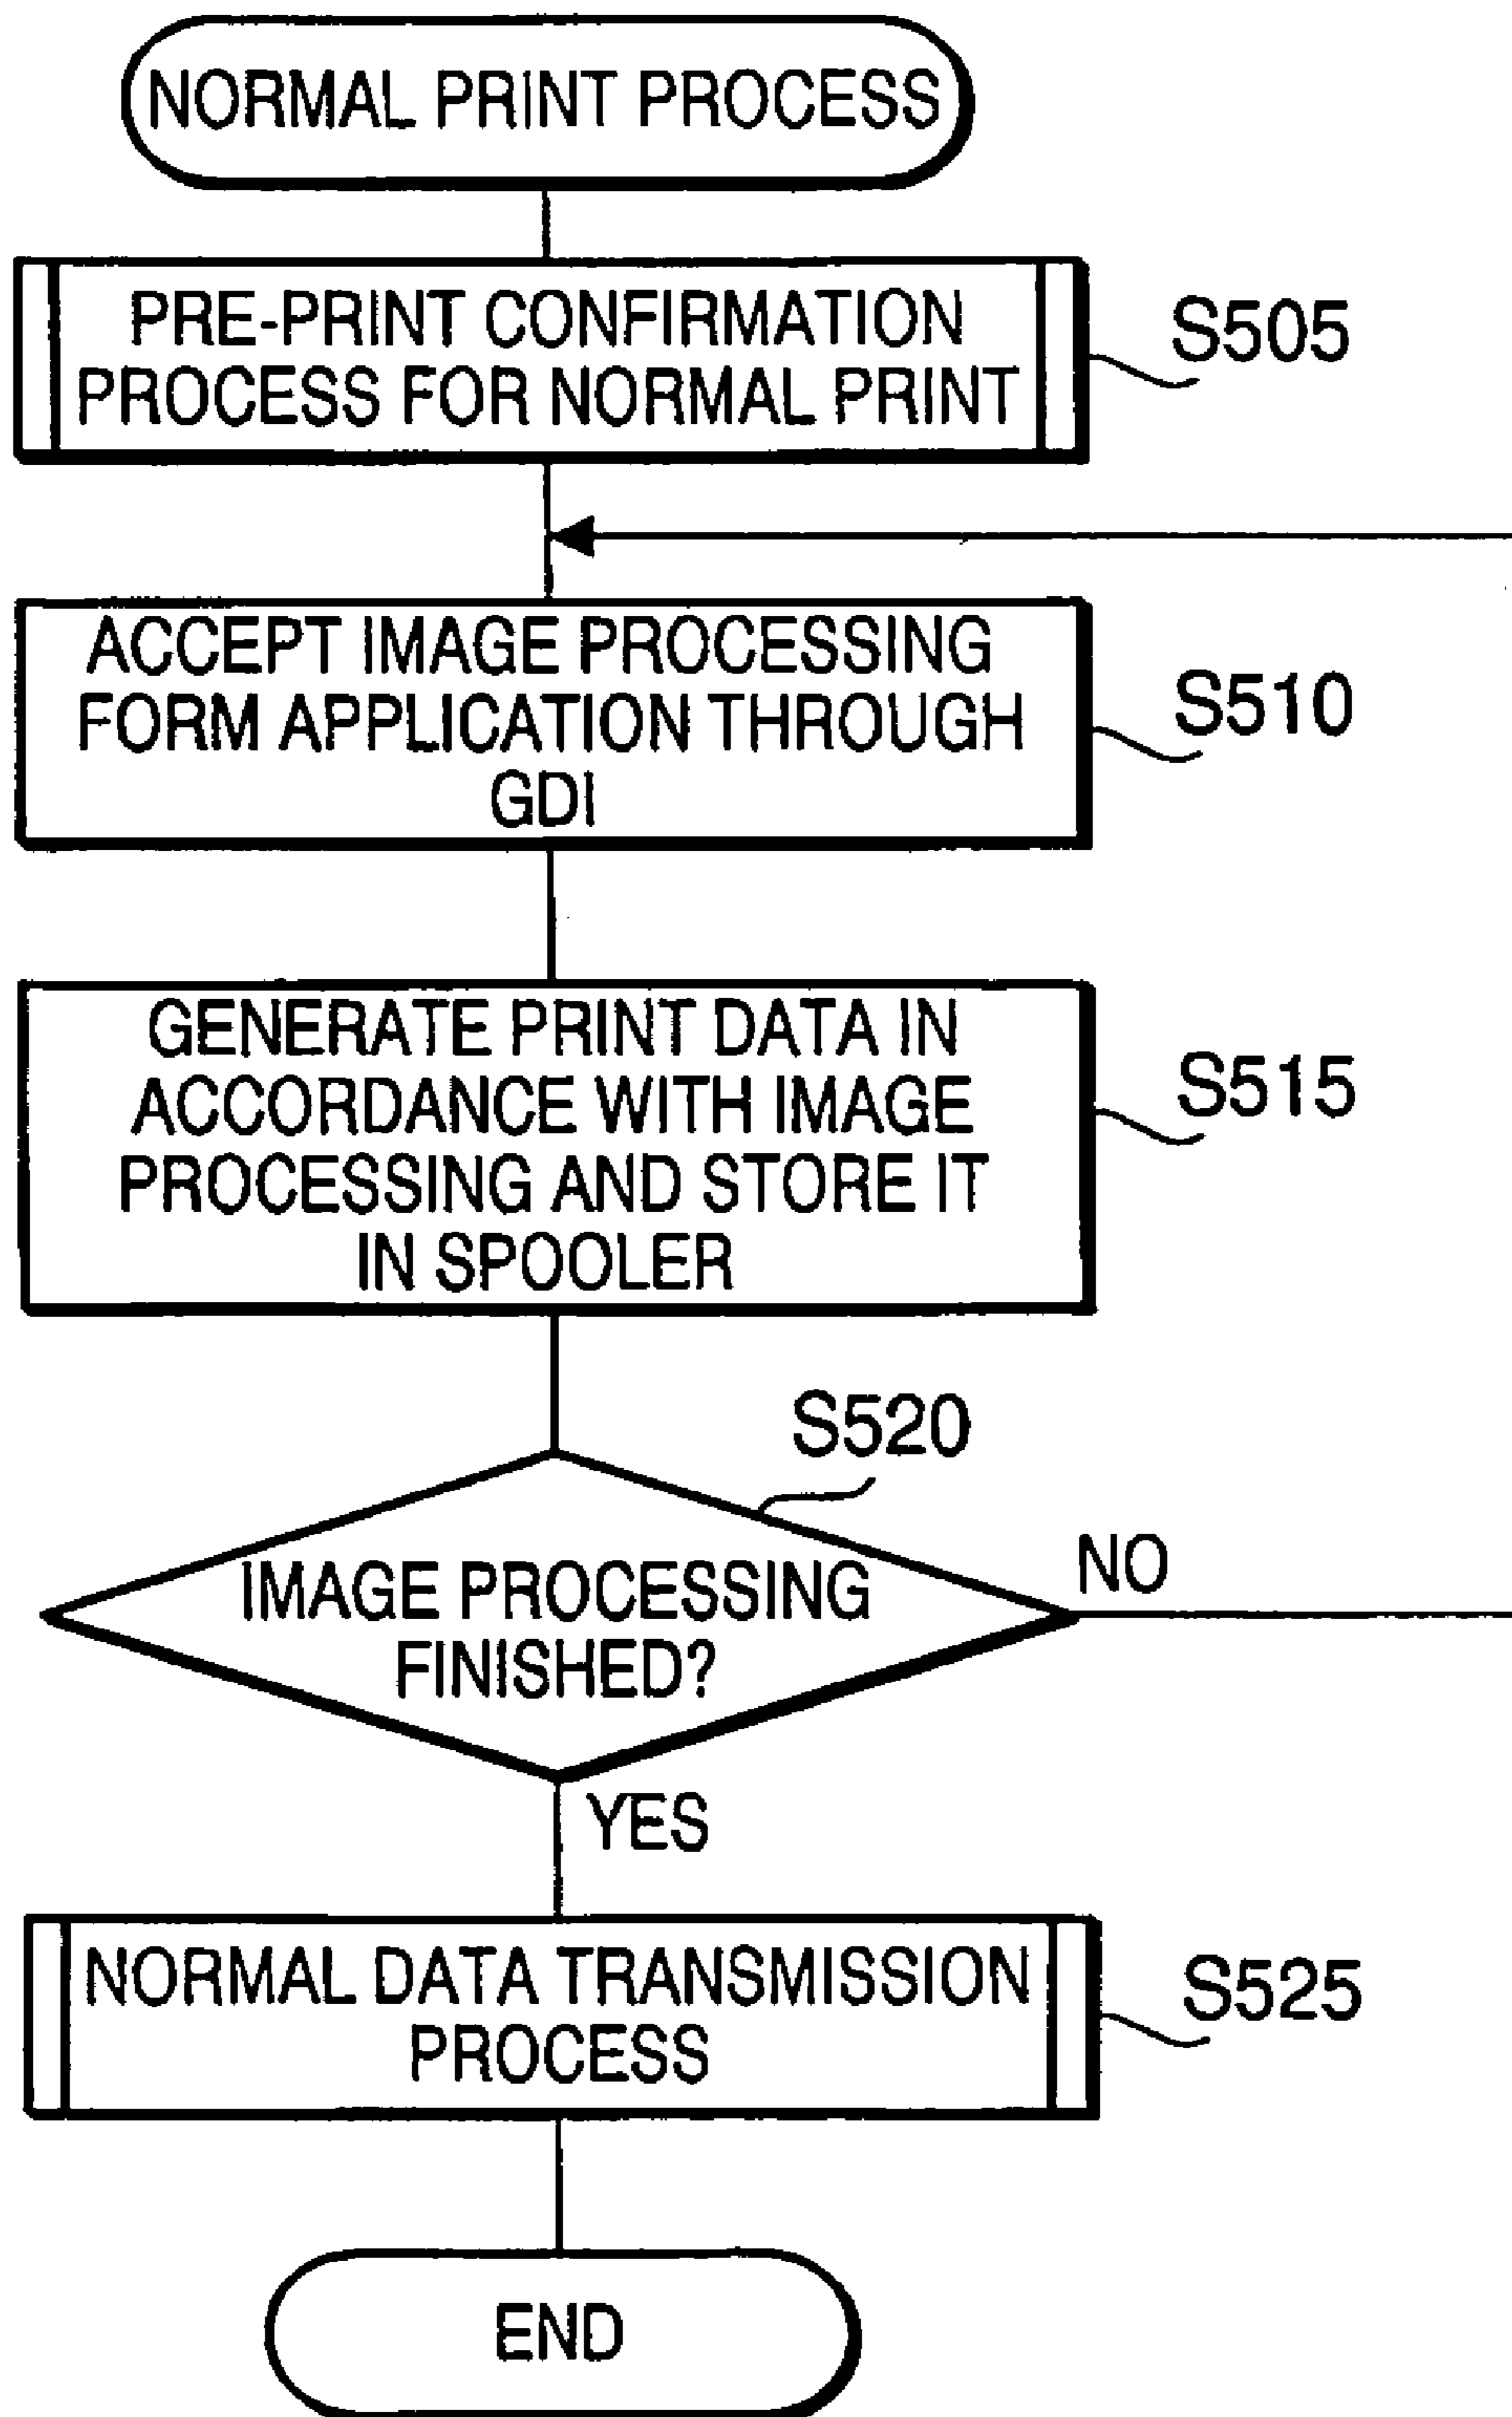 NORMAL PRINT PROCESS
PRE-PRINT CONFIRMATION
PROCESS FOR NORMAL PRINT
S505
ACCEPT IMAGE PROCESSING
FORM APPLICATION THROUGH
GDI
S510
GENERATE PRINT DATA IN
ACCORDANCE WITH IMAGE
PROCESSING AND STORE IT
IN SPOOLER
S515
S520
IMAGE PROCESSING
FINISHED?
NO
YES
NORMAL DATA TRANSMISSION
PROCESS
S525
END